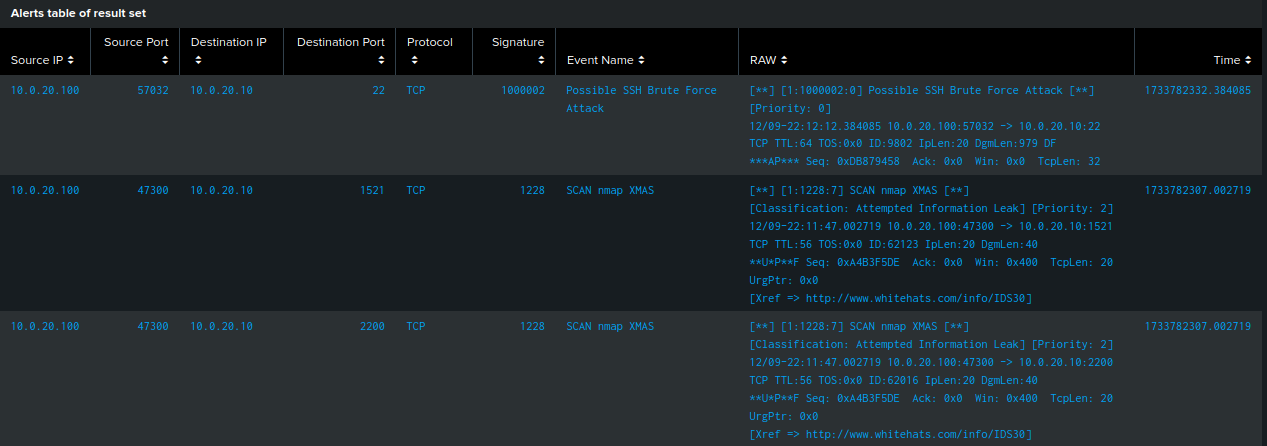 Alerts table of result set
Source IP Source Port Destination IP Destination Port Protocol Signature Event Name RAW Time
10.0.20.100 57032 10.0.20.10 22 TCP 1000002 Possible SSH Brute Force Attack
[**] [1:1000002:0] Possible SSH Brute Force Attack [**]
[Priority: 0]
12/09-22:12:12.384085 10.0.20.100:57032 -> 10.0.20.10:22
TCP TTL:64 TOS:0x0 ID:9802 IpLen:20 DgmLen:979 DF
***AP*** Seq: 0xDB879458 Ack: 0x0 Win: 0x0 TcpLen: 32
1733782332.384085
10.0.20.100 47300 10.0.20.10 1521 TCP 1228 SCAN nmap XMAS
[**] [1:1228:7] SCAN nmap XMAS [**]
[Classification: Attempted Information Leak] [Priority: 2]
12/09-22:11:47.002719 10.0.20.100:47300 -> 10.0.20.10:1521
TCP TTL:56 TOS:0x0 ID:62123 IpLen:20 DgmLen:40
**U*P**F Seq: 0xA4B3F5DE Ack: 0x0 Win: 0x400 TcpLen: 20
UrgPtr: 0x0
[Xref => http://www.whitehats.com/info/IDS30]
1733782307.002719
10.0.20.100 47300 10.0.20.10 2200 TCP 1228 SCAN nmap XMAS
[**] [1:1228:7] SCAN nmap XMAS [**]
[Classification: Attempted Information Leak] [Priority: 2]
12/09-22:11:47.002719 10.0.20.100:47300 -> 10.0.20.10:2200
TCP TTL:56 TOS:0x0 ID:62016 IpLen:20 DgmLen:40
**U*P**F Seq: 0xA4B3F5DE Ack: 0x0 Win: 0x400 TcpLen: 20
UrgPtr: 0x0
[Xref => http://www.whitehats.com/info/IDS30]
1733782307.002719